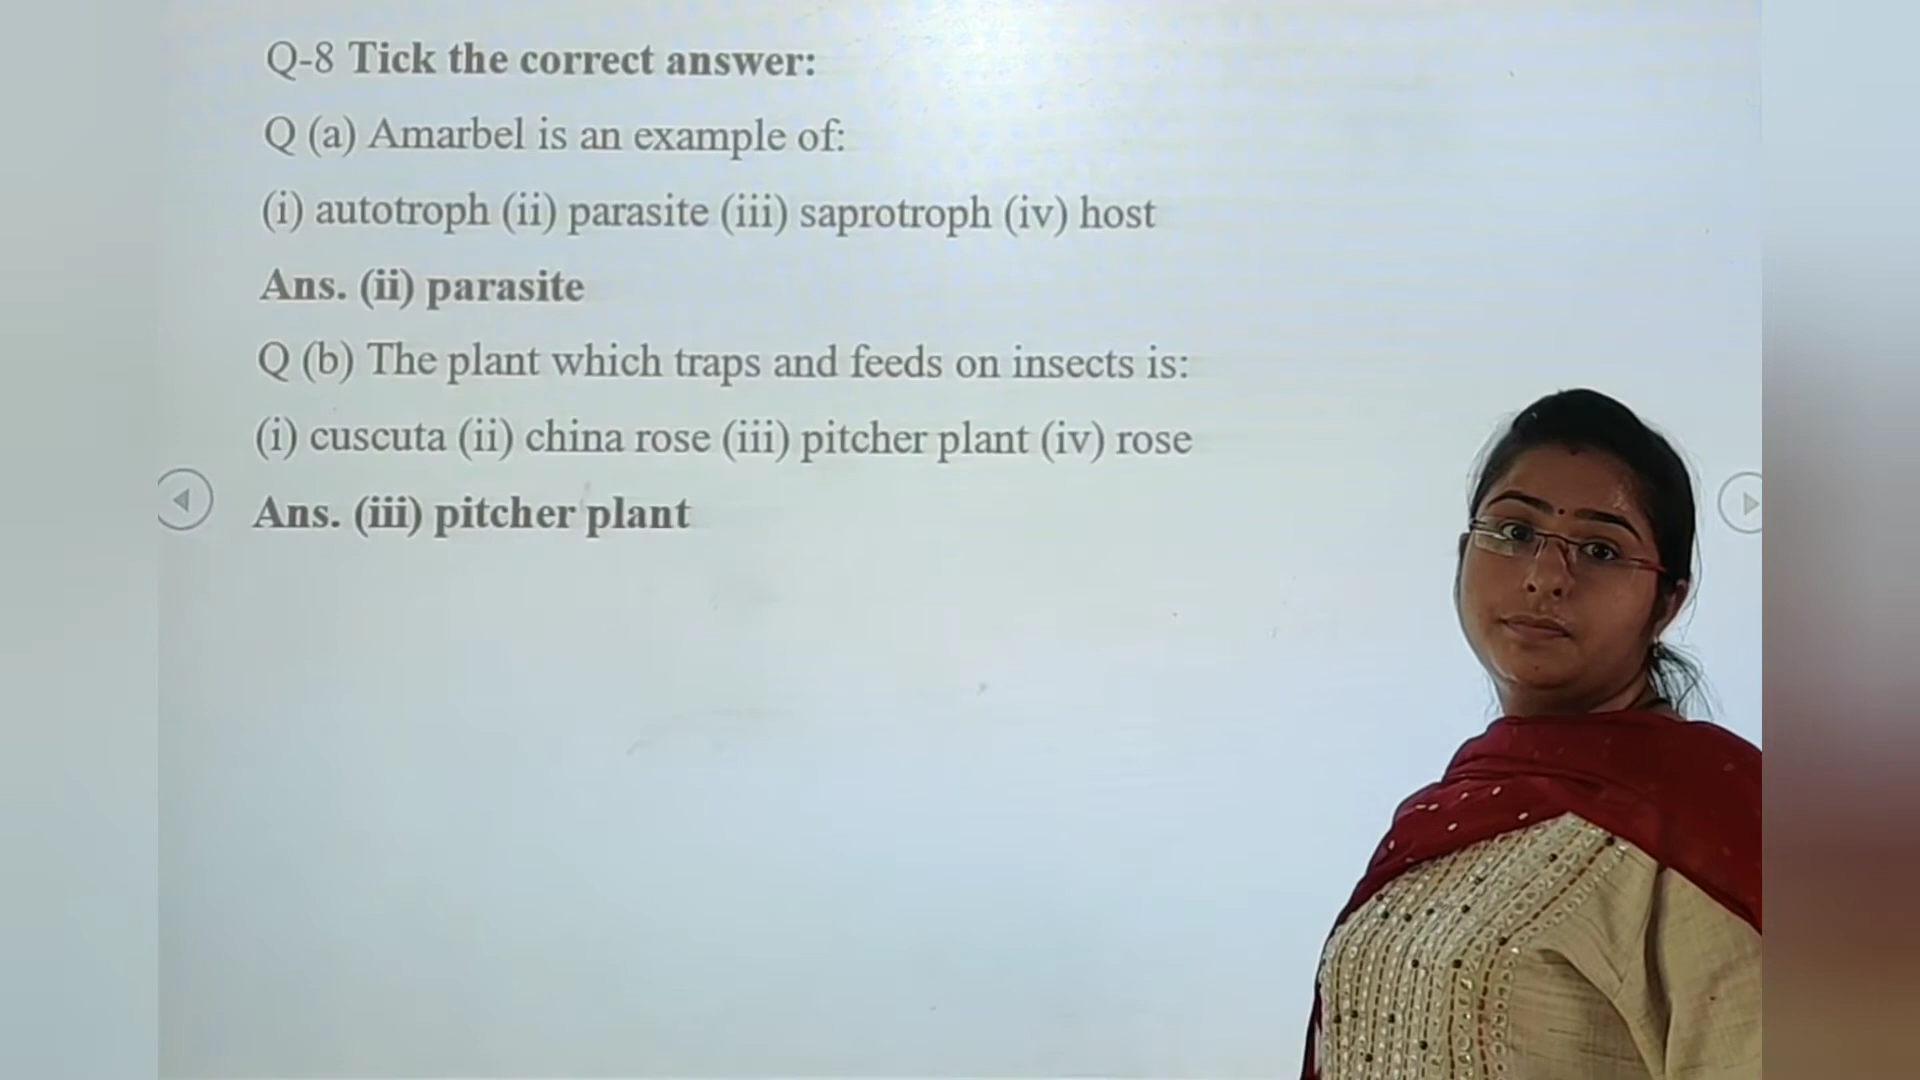 Q-8 Tick the correct answer:
Q (a) Amarbel is an example of:
(i) autotroph (ii) parasite (iii) saprotroph (iv) host
Ans. (ii) parasite
Q (b) The plant which traps and feeds on insects is:
(i) cuscuta (ii) china rose (iii) pitcher plant (iv) rose
Ans. (iii) pitcher plant